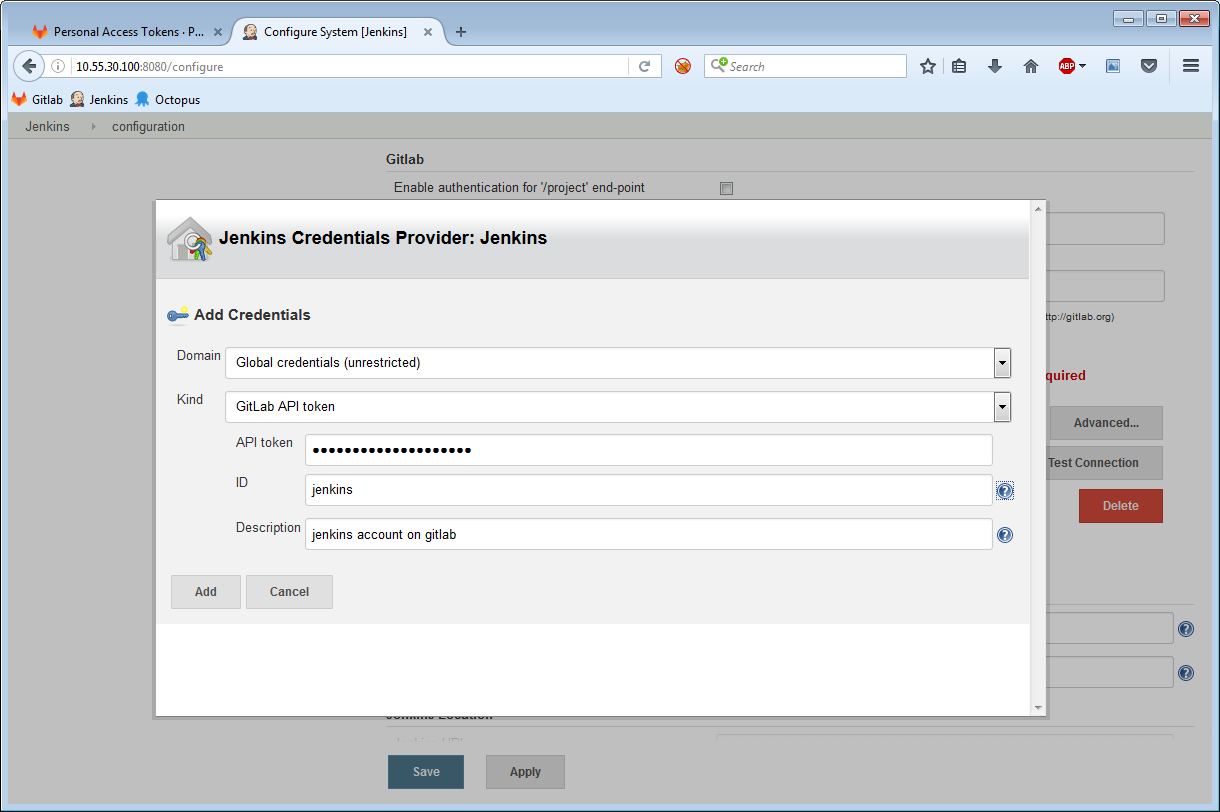 Personal Access Tokens · P...
Configure System [Jenkins]
10.55.30.100:8080/configure
Search
ABP
Gitlab
Jenkins
Octopus
Jenkins
configuration
Gitlab
Enable authentication for '/project' end-point
Jenkins Credentials Provider: Jenkins
Add Credentials
ttp://gitlab.org)
Domain
Global credentials (unrestricted)
quired
Kind
GitLab API token
Advanced...
API token
••••••••••••••••••••
Test Connection
ID
jenkins
Delete
Description
jenkins account on gitlab
Add
Cancel
Jenkins Location
Save
Apply